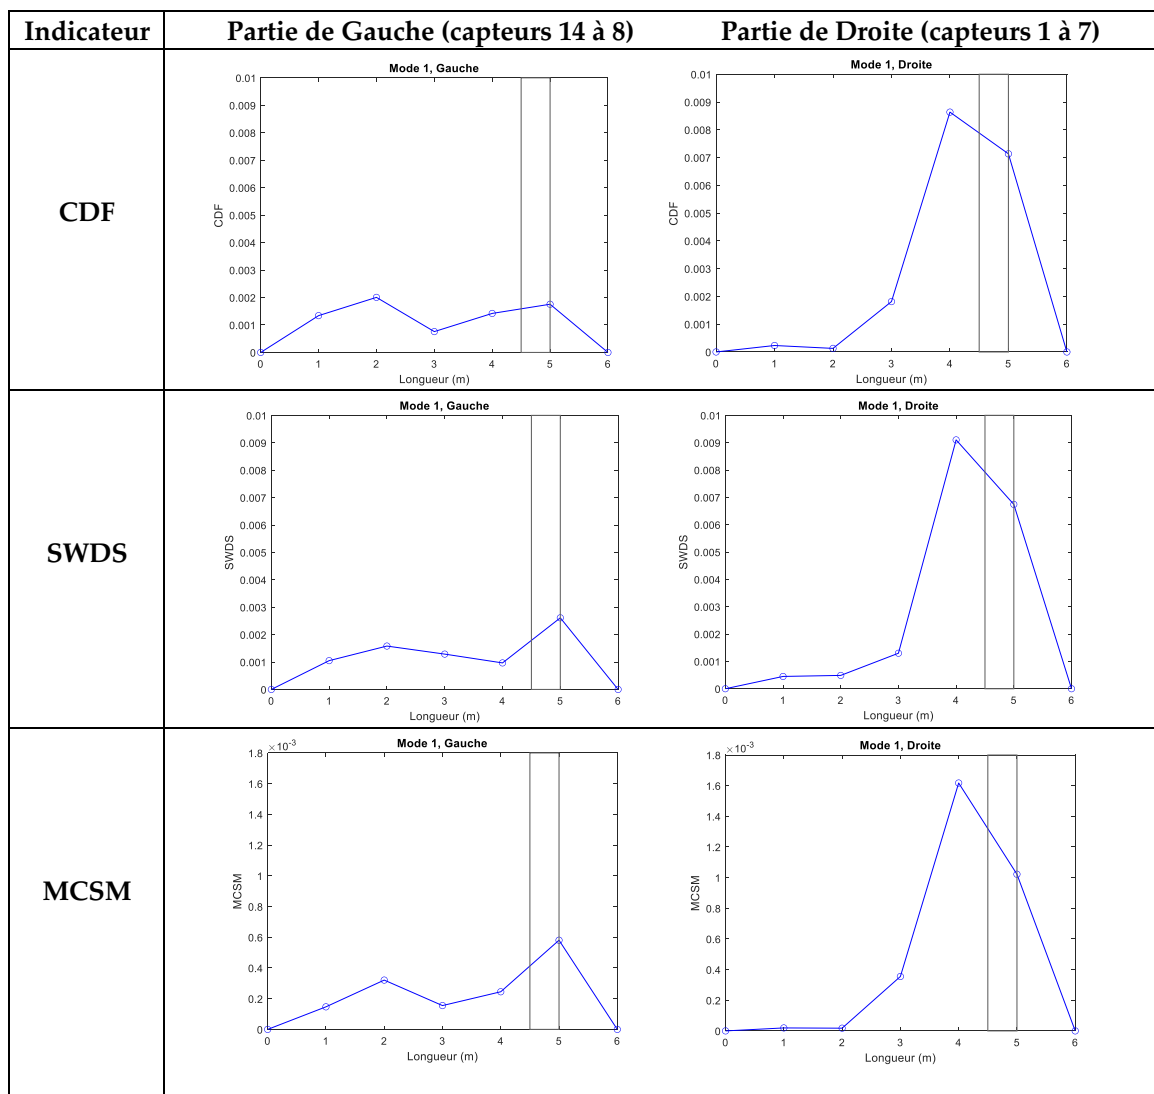 Indicateur Partie de Gauche (capteurs 14 à 8) Partie de Droite (capteurs 1 à 7)
CDF
Mode 1, Gauche
0.01
0.009
0.008
0.007
0.006
0.005
0.004
0.003
0.002
0.001
0
CDF
0 1 2 3 4 5 6
Longueur (m)
Mode 1, Droite
0.01
0.009
0.008
0.007
0.006
0.005
0.004
0.003
0.002
0.001
0
CDF
0 1 2 3 4 5 6
Longueur (m)
SWDS
Mode 1, Gauche
0.01
0.009
0.008
0.007
0.006
0.005
0.004
0.003
0.002
0.001
0
SWDS
0 1 2 3 4 5 6
Longueur (m)
Mode 1, Droite
0.01
0.009
0.008
0.007
0.006
0.005
0.004
0.003
0.002
0.001
0
SWDS
0 1 2 3 4 5 6
Longueur (m)
MCSM
Mode 1, Gauche
×10⁻³
1.8
1.6
1.4
1.2
1
0.8
0.6
0.4
0.2
0
MCSM
0 1 2 3 4 5 6
Longueur (m)
Mode 1, Droite
×10⁻³
1.8
1.6
1.4
1.2
1
0.8
0.6
0.4
0.2
0
MCSM
0 1 2 3 4 5 6
Longueur (m)